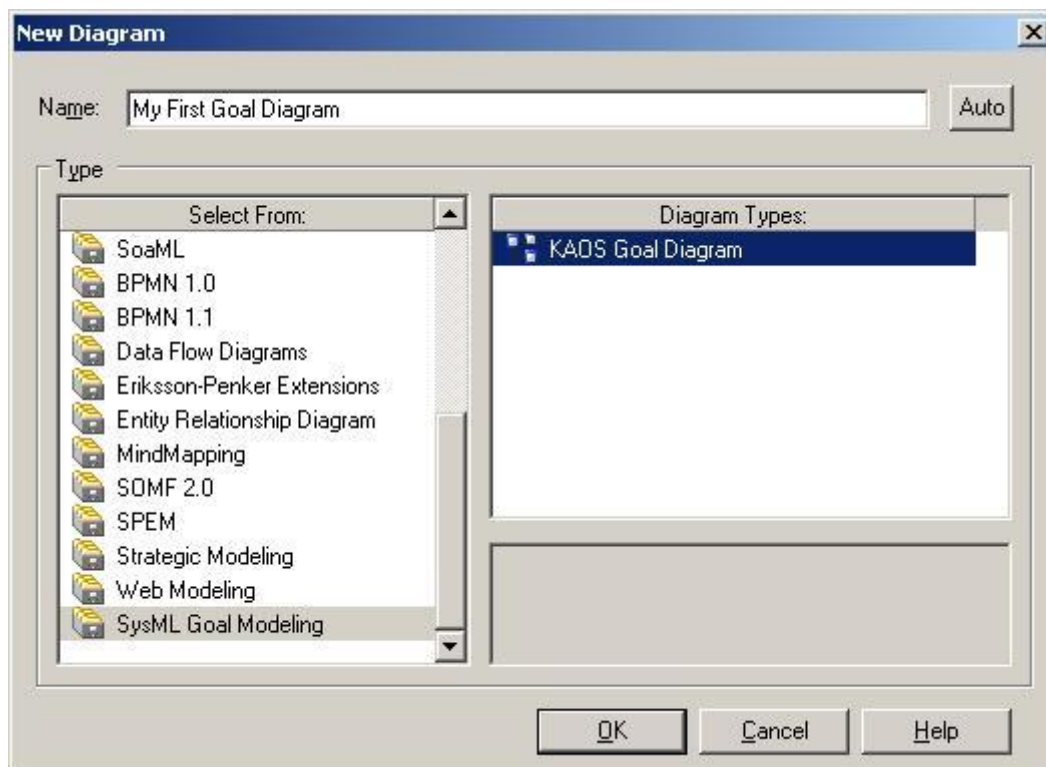 New Diagram
Name: My First Goal Diagram Auto
Type
Select From:
SoaML
BPMN 1.0
BPMN 1.1
Data Flow Diagrams
Eriksson-Penker Extensions
Entity Relationship Diagram
MindMapping
SOMF 2.0
SPEM
Strategic Modeling
Web Modeling
SysML Goal Modeling
Diagram Types:
KAOS Goal Diagram
OK Cancel Help